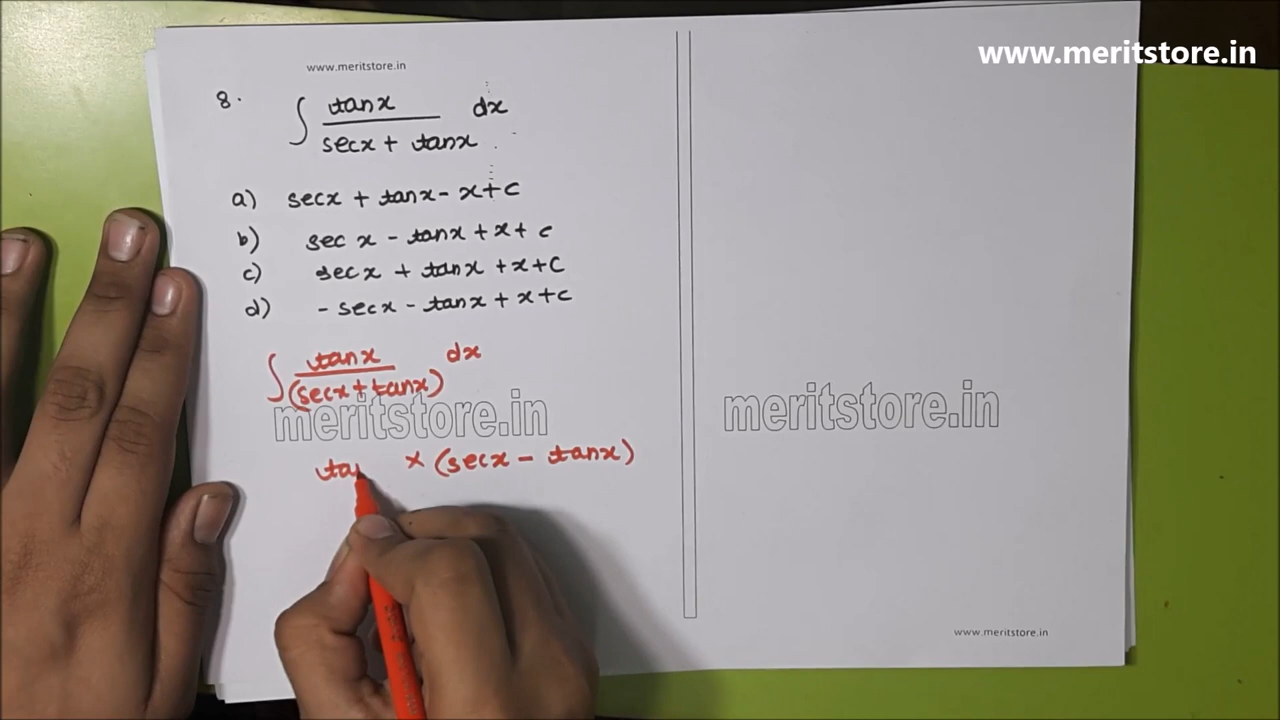 www.meritstore.in
www.meritstore.in
8. ∫ tanx / secx + tanx dx
a) secx + tanx - x + c
b) sec x - tanx + x + c
c) secx + tanx + x + C
d) - secx - tanx + x + c
∫ tanx / (secx + tanx) dx
meritstore.in
meritstore.in
tan × (secx - tanx)
www.meritstore.in